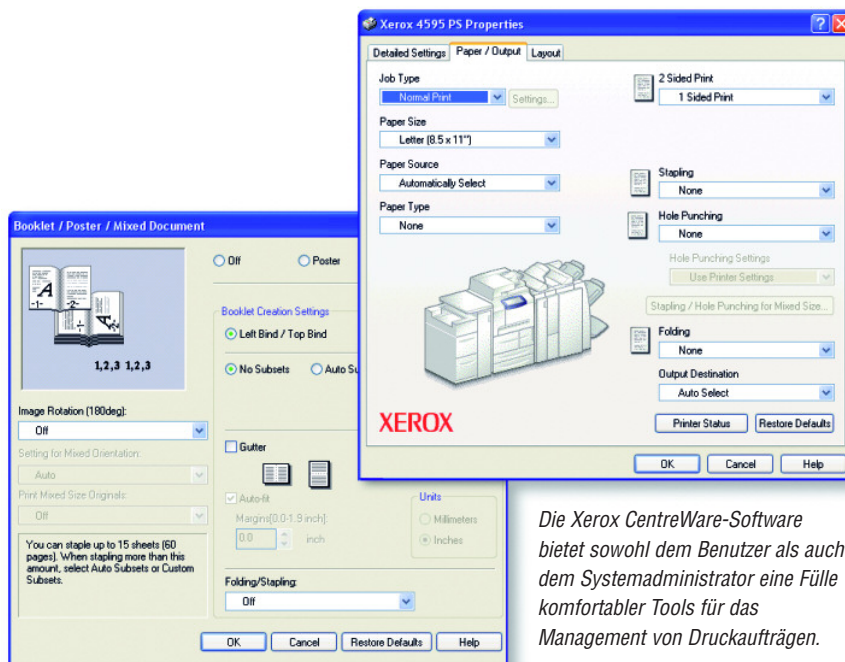 Xerox 4595 PS Properties
Detailed Settings Paper / Output Layout
Job Type
Normal Print Settings...
Paper Size
Letter (8.5 x 11")
Paper Source
Automatically Select
Paper Type
None
2 Sided Print
1 Sided Print
Stapling
None
Hole Punching
None
Hole Punching Settings
Use Printer Settings
Stapling / Hole Punching for Mixed Size...
Folding
None
Output Destination
Auto Select
XEROX
Printer Status Restore Defaults
OK Cancel Help
Booklet / Poster / Mixed Document
A
-1- -2-
1,2,3 1,2,3
Image Rotation (180deg):
Off
Setting for Mixed Orientation:
Auto
Print Mixed Size Originals:
Off
You can staple up to 15 sheets (60
pages). When stapling more than this
amount, select Auto Subsets or Custom
Subsets.
Off Poster
Booklet Creation Settings
Left Bind / Top Bind
No Subsets Auto Su
Gutter
Auto-fit
Margins[0.0-1.9 inch]:
0.0 inch
Units
Millimeters
Inches
Folding/Stapling:
Off
OK Cancel Restore Defaults Help
Die Xerox CentreWare-Software
bietet sowohl dem Benutzer als auch
dem Systemadministrator eine Fülle
komfortabler Tools für das
Management von Druckaufträgen.